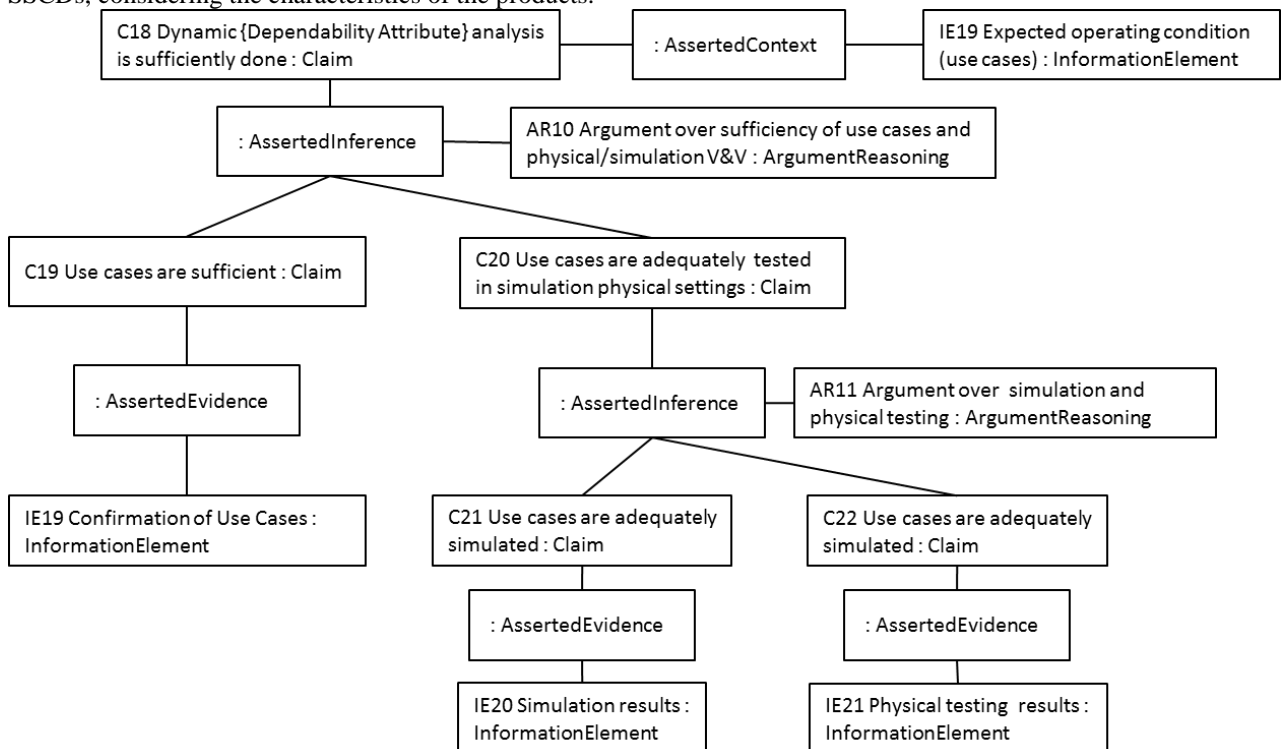 SSCDs, considering the characteristics of the products.
C18 Dynamic {Dependability Attribute} analysis
is sufficiently done : Claim
: AssertedContext
IE19 Expected operating condition
(use cases) : InformationElement
: AssertedInference
AR10 Argument over sufficiency of use cases and
physical/simulation V&V : ArgumentReasoning
C19 Use cases are sufficient : Claim
C20 Use cases are adequately tested
in simulation physical settings : Claim
: AssertedEvidence
: AssertedInference
AR11 Argument over simulation and
physical testing : ArgumentReasoning
IE19 Confirmation of Use Cases :
InformationElement
C21 Use cases are adequately
simulated : Claim
C22 Use cases are adequately
simulated : Claim
: AssertedEvidence
: AssertedEvidence
IE20 Simulation results :
InformationElement
IE21 Physical testing results :
InformationElement